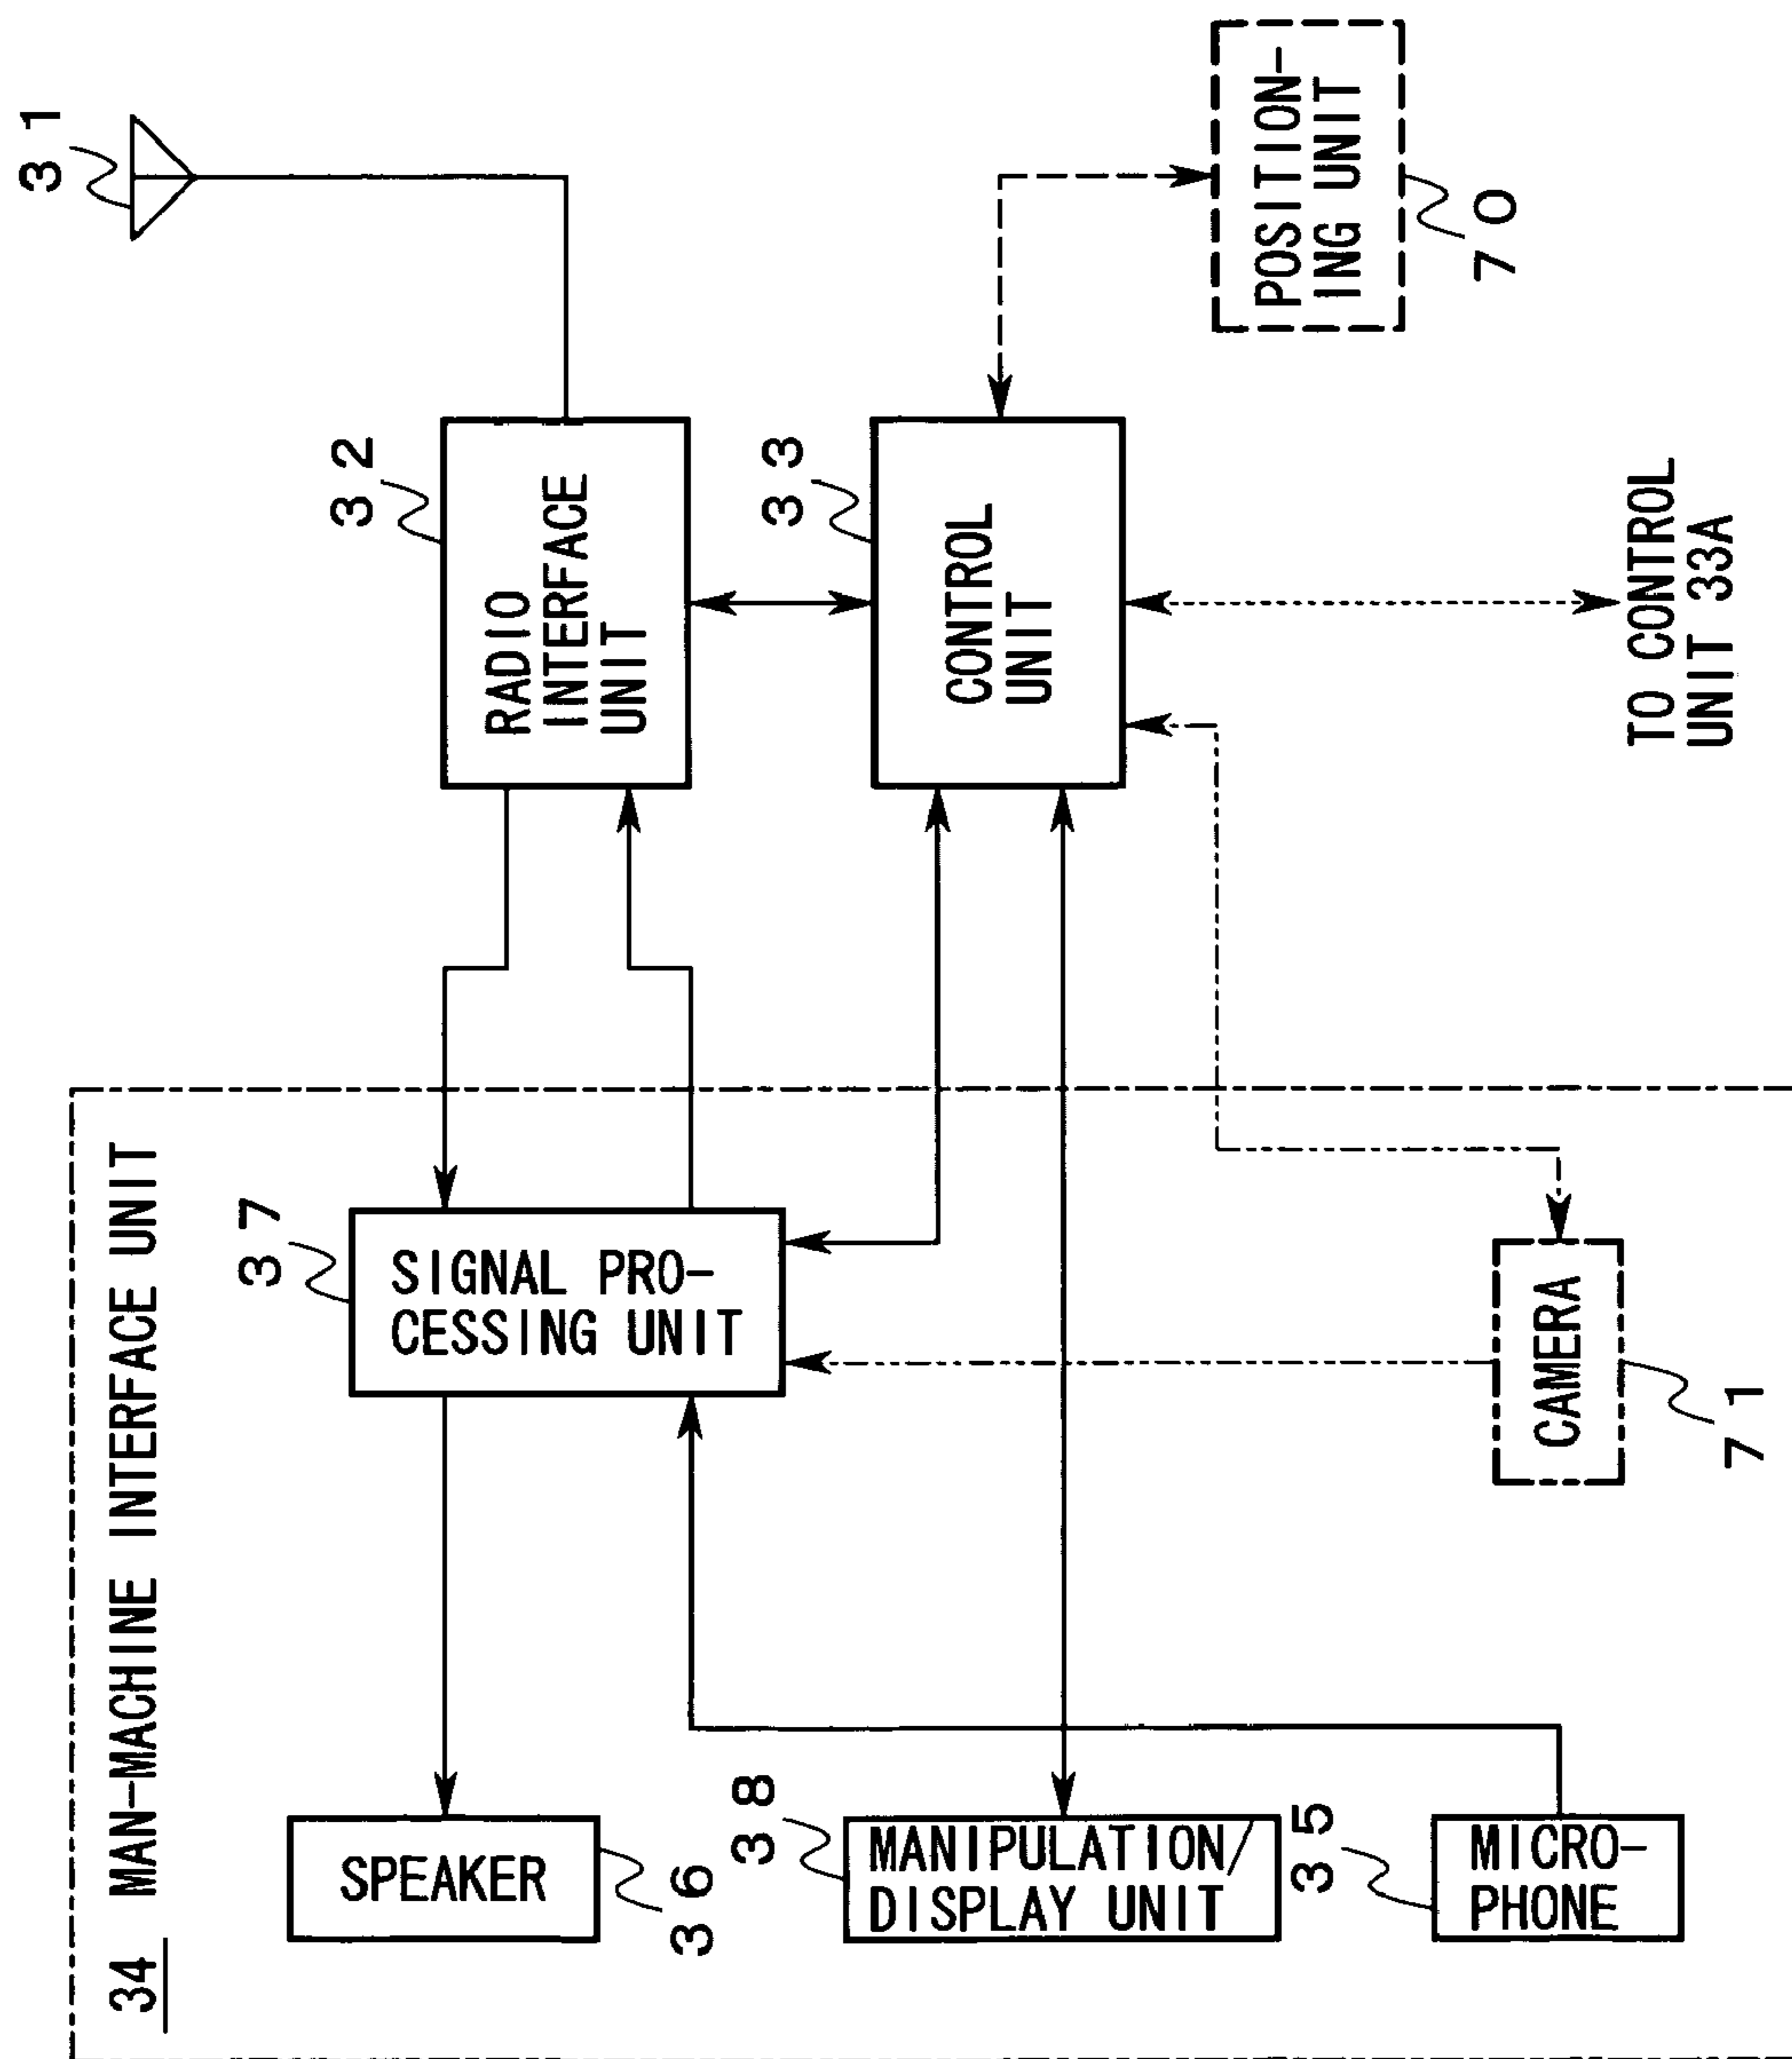 34 MAN-MACHINE INTERFACE UNIT
SPEAKER
36
37
SIGNAL PRO-
CESSING UNIT
32
RADIO
INTERFACE
UNIT
31
38
MANIPULATION/
DISPLAY UNIT
33
CONTROL
UNIT
35
MICRO-
PHONE
CAMERA
71
TO CONTROL
UNIT 33A
POSITION-
ING UNIT
70